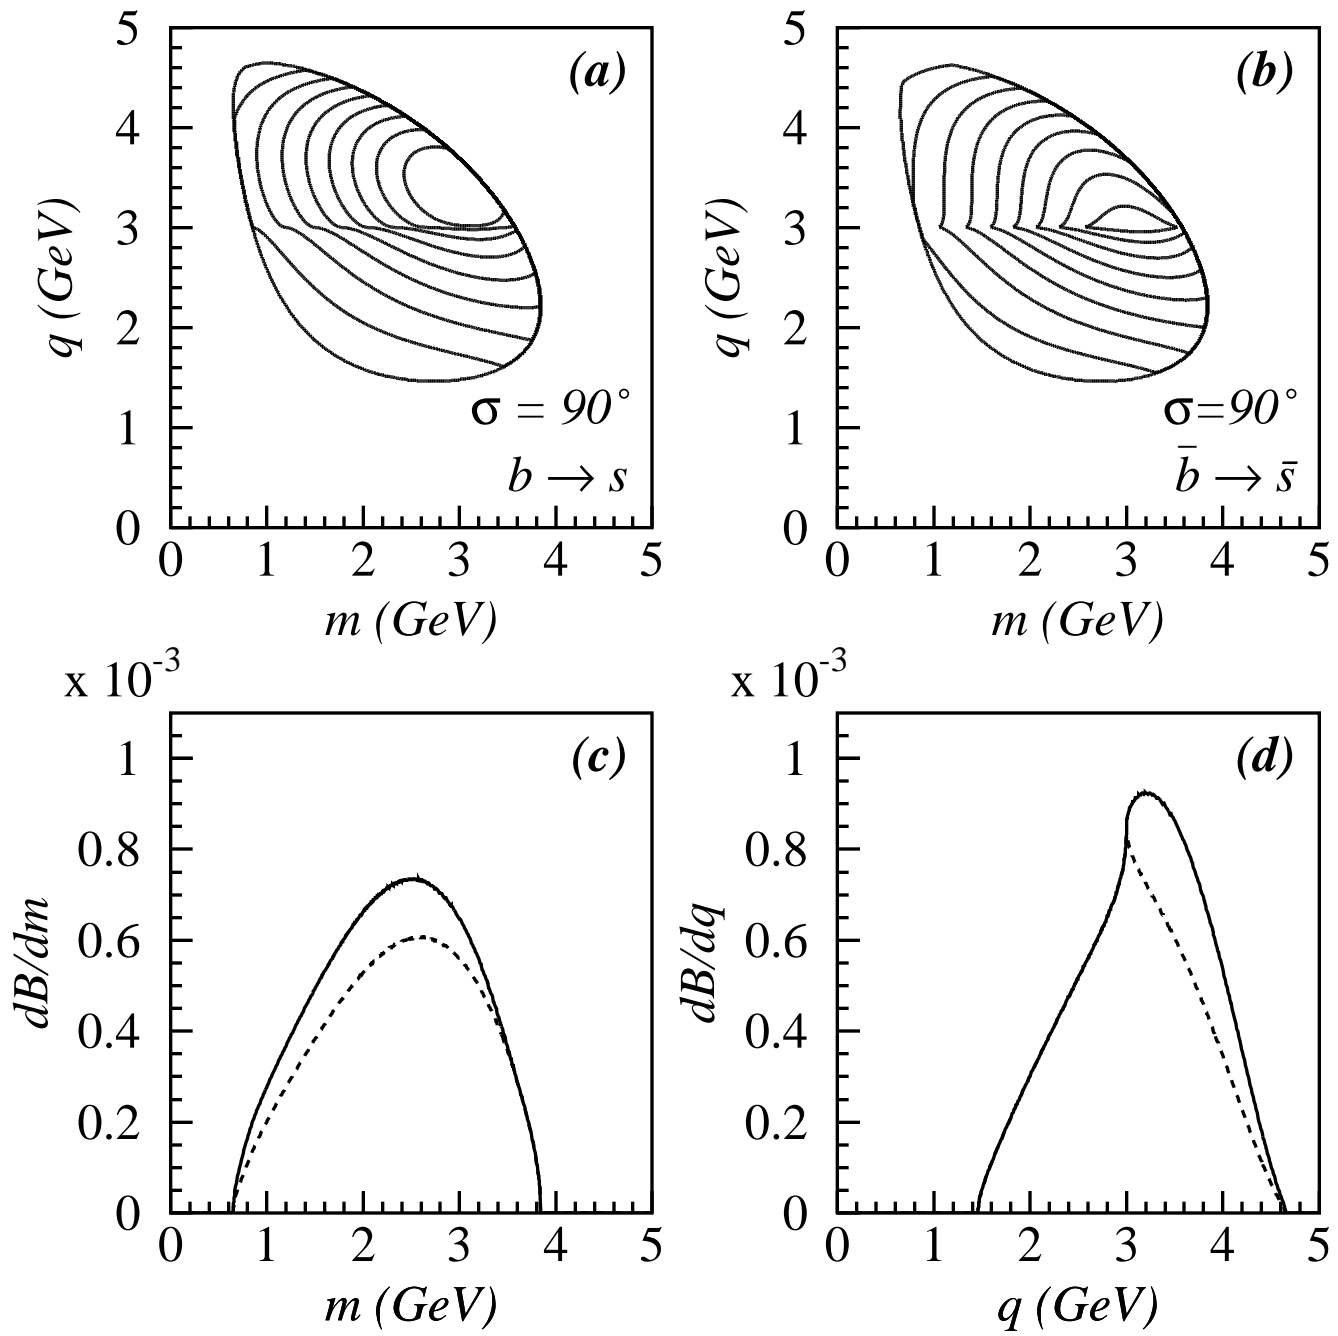 5
(a)
4
3
2
1
0
q (GeV)
σ = 90°
b → s
0 1 2 3 4 5
m (GeV)
5
(b)
4
3
2
1
0
q (GeV)
σ=90°
b̄ → s̄
0 1 2 3 4 5
m (GeV)
x 10⁻³
(c)
1
0.8
0.6
0.4
0.2
0
dB/dm
0 1 2 3 4 5
m (GeV)
x 10⁻³
(d)
1
0.8
0.6
0.4
0.2
0
dB/dq
0 1 2 3 4 5
q (GeV)